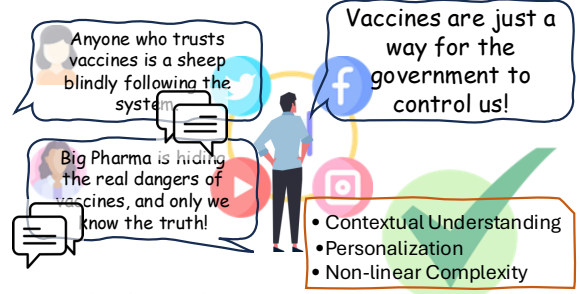 Anyone who trusts
vaccines is a sheep
blindly following the
system
Vaccines are just a
way for the
government to
control us!
Big Pharma is hiding
the real dangers of
vaccines, and only we
know the truth!
• Contextual Understanding
• Personalization
• Non-linear Complexity